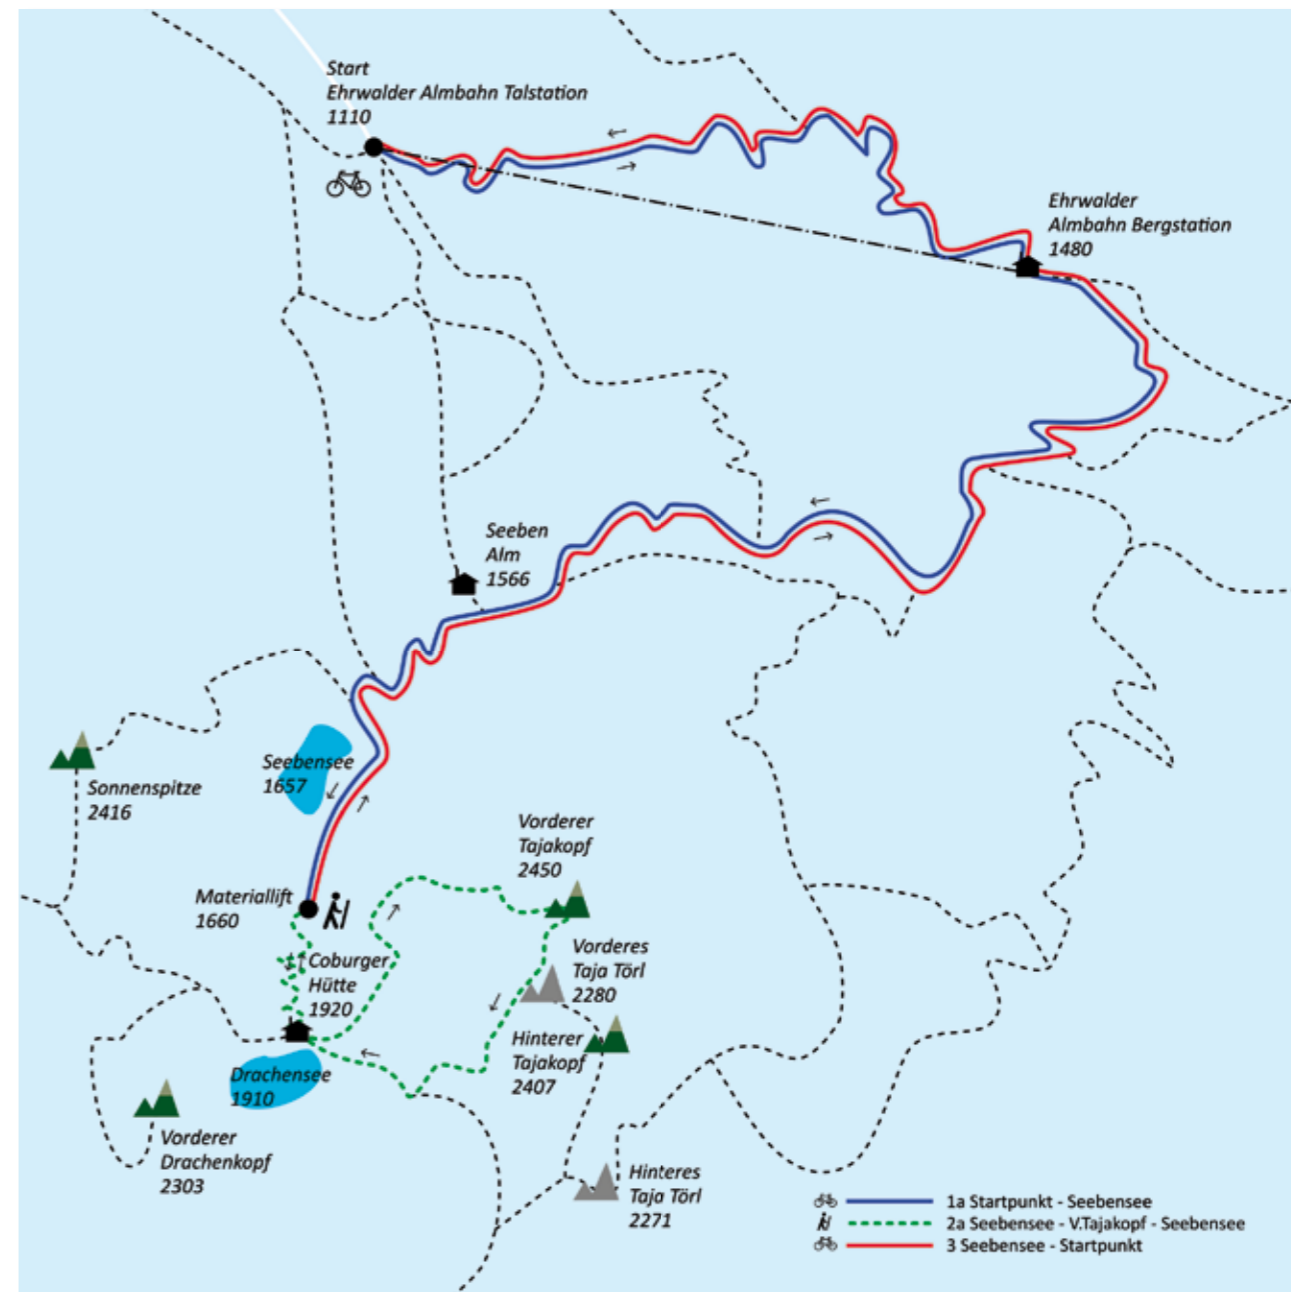 Start
Ehrwalder Almbahn Talstation
1110
Ehrwalder
Almbahn Bergstation
1480
Seeben
Alm
1566
Seebensee
1657
Sonnenspitze
2416
Vorderer
Tajakopf
2450
Materiallift
1660
Vorderes
Taja Törl
2280
Coburger
Hütte
1920
Hinterer
Tajakopf
2407
Drachensee
1910
Vorderer
Drachenkopf
2303
Hinteres
Taja Törl
2271
1a Startpunkt - Seebensee
2a Seebensee - V.Tajakopf - Seebensee
3 Seebensee - Startpunkt